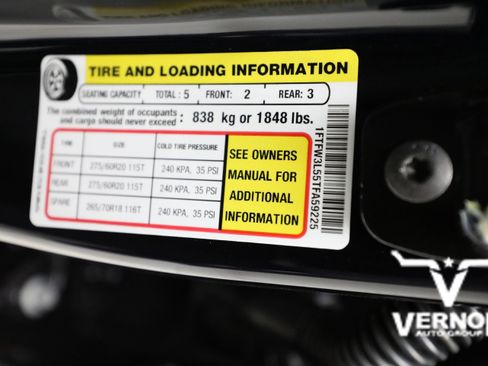 TIRE AND LOADING INFORMATION
SEATING CAPACITY TOTAL : 5 FRONT: 2 REAR: 3
The combined weight of occupants and cargo should never exceed : 838 kg or 1848 lbs.
TIRE SIZE COLD TIRE PRESSURE
FRONT 275/60R20 115T 240 KPA, 35 PSI
REAR 275/60R20 115T 240 KPA, 35 PSI
SPARE 265/70R18 116T 240 KPA, 35 PSI
SEE OWNERS
MANUAL FOR
ADDITIONAL
INFORMATION
1FTFW3L55TFA59225
VERNON
AUTO GROUP